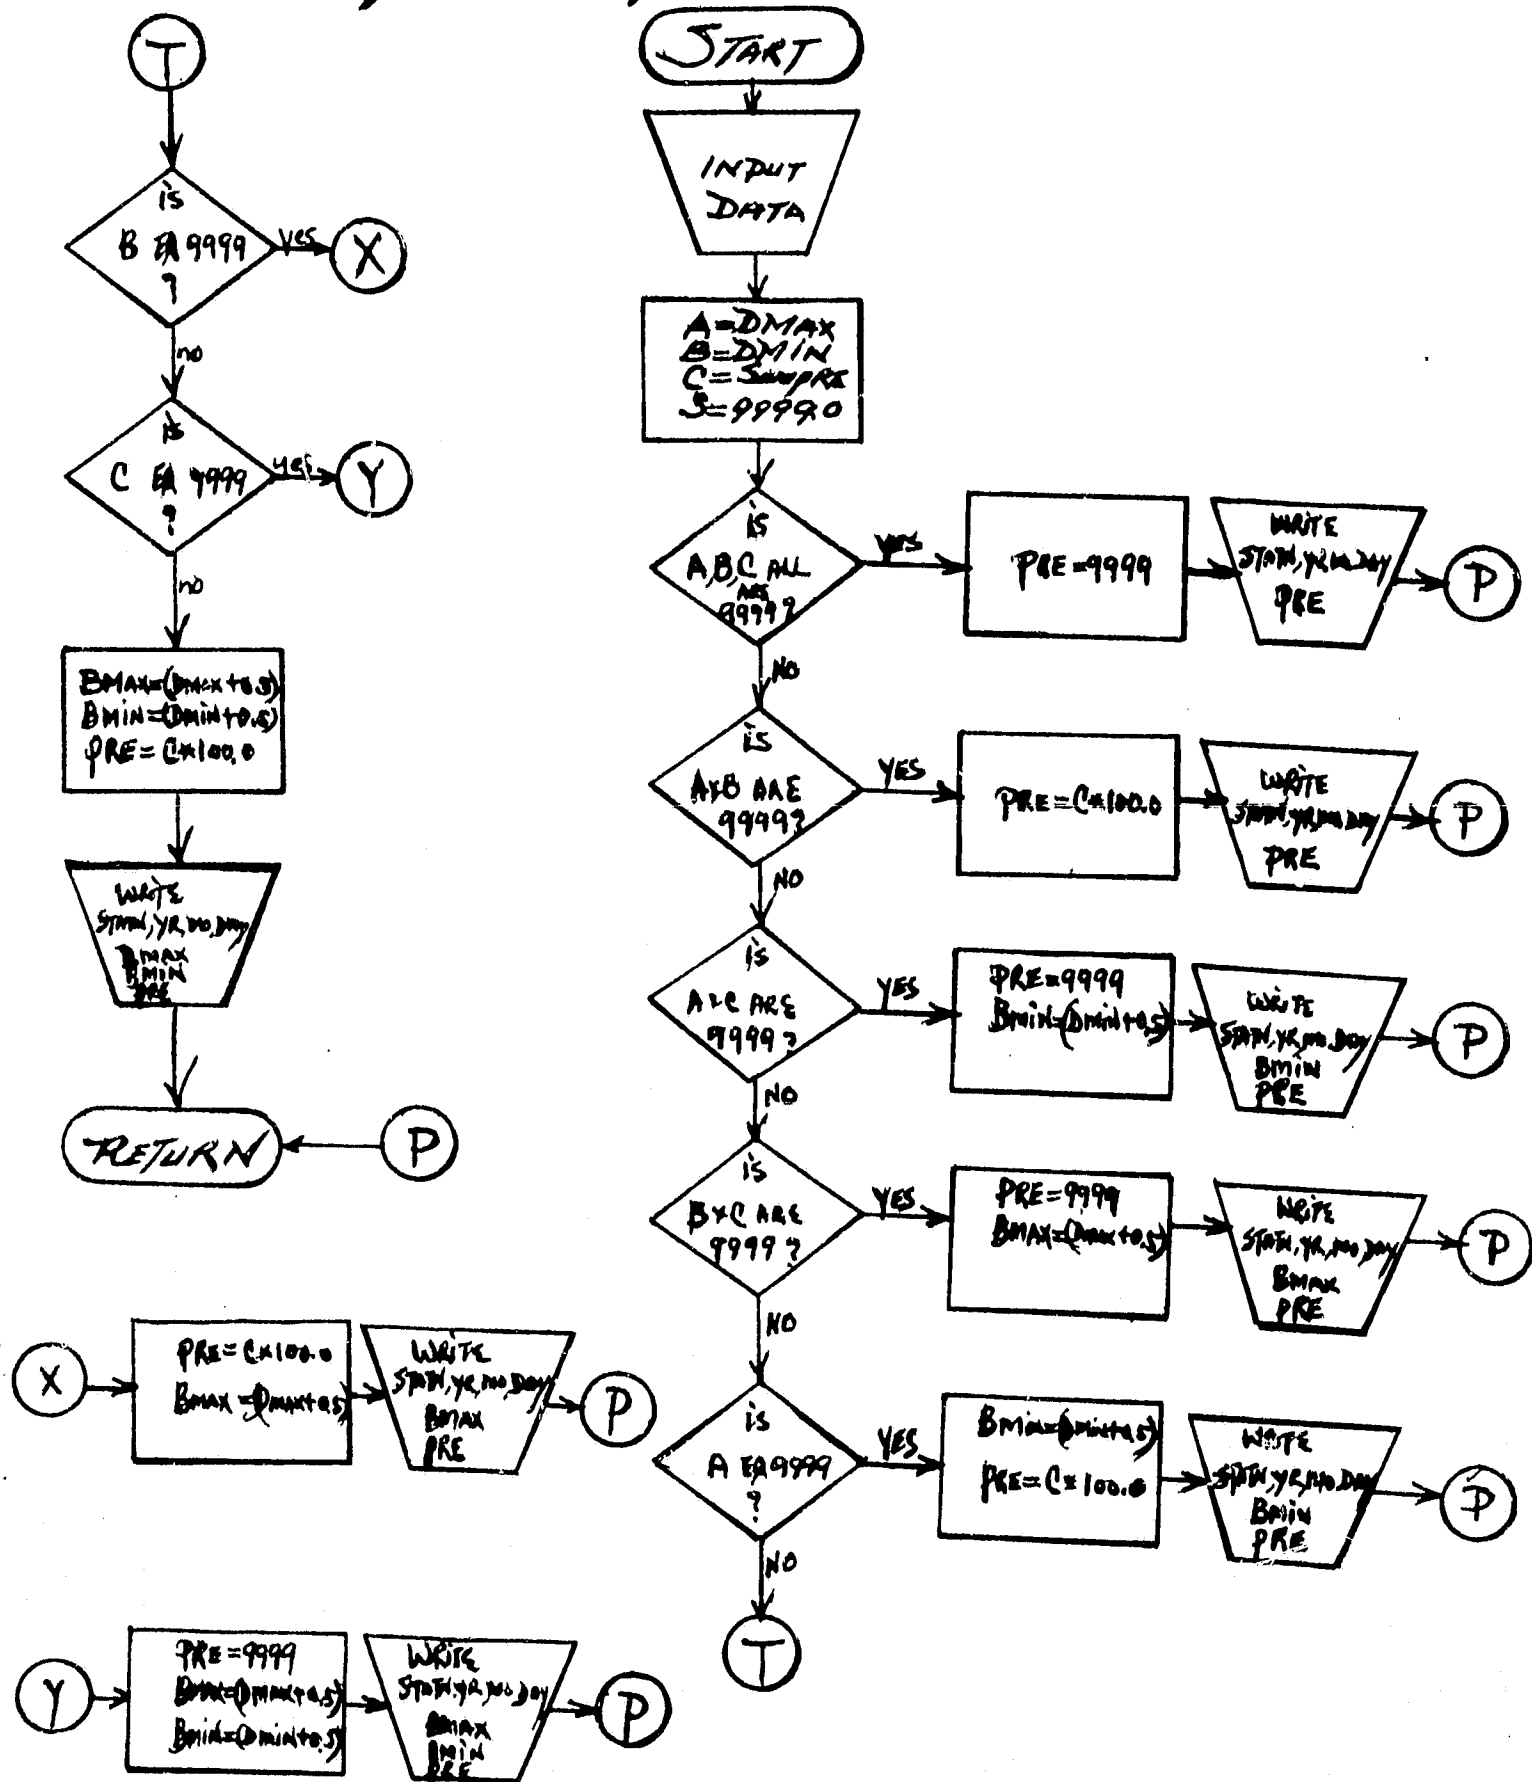 T
is
B EQ 9999
?
yes
X
no
is
C EQ 9999
?
yes
Y
no
BMAX=(Dmax+0.5)
BMIN=(Dmin+0.5)
PRE=C*100.0
WRITE
STATN,YR,MO,DAY
BMAX
BMIN
PRE
RETURN
P
START
INPUT
DATA
A=DMAX
B=DMIN
C=SumPRE
S=9999.0
is
A,B,C ALL
ARE
9999?
YES
PRE=9999
WRITE
STATN,YR,MO,DAY
PRE
P
NO
is
A+B ARE
9999?
YES
PRE=C*100.0
WRITE
STATN,YR,MO,DAY
PRE
P
NO
is
A+C ARE
9999?
YES
PRE=9999
Bmin=(Dmin+0.5)
WRITE
STATN,YR,MO,DAY
BMIN
PRE
P
NO
is
B+C ARE
9999?
YES
PRE=9999
BMAX=(Dmax+0.5)
WRITE
STATN,YR,MO,DAY
BMAX
PRE
P
NO
is
A EQ 9999
?
YES
Bmin=(Dmin+0.5)
PRE=C*100.0
WRITE
STATN,YR,MO,DAY
BMIN
PRE
P
NO
T
X
PRE=C*100.0
BMAX=(Dmax+0.5)
WRITE
STATN,YR,MO,DAY
BMAX
PRE
P
Y
PRE=9999
BMAX=(Dmax+0.5)
Bmin=(Dmin+0.5)
WRITE
STATN,YR,MO,DAY
BMAX
BMIN
PRE
P